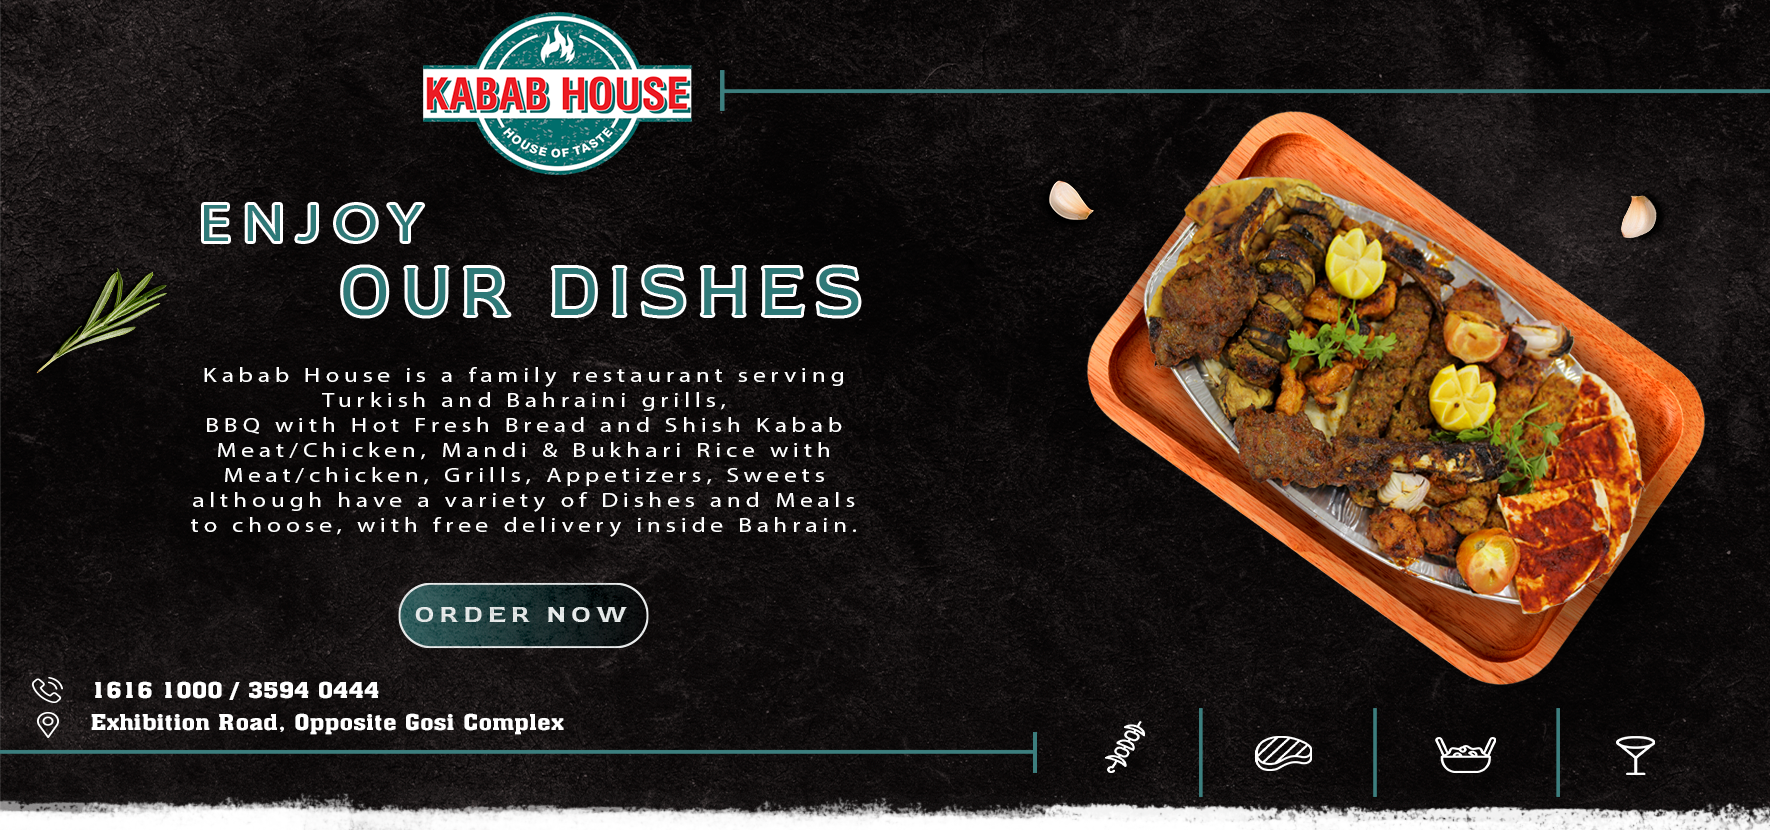 KABAB HOUSE
HOUSE OF TASTE
ENJOY
OUR DISHES
Kabab House is a family restaurant serving
Turkish and Bahraini grills,
BBQ with Hot Fresh Bread and Shish Kabab
Meat/Chicken, Mandi & Bukhari Rice with
Meat/chicken, Grills, Appetizers, Sweets
although have a variety of Dishes and Meals
to choose, with free delivery inside Bahrain.
ORDER NOW
1616 1000 / 3594 0444
Exhibition Road, Opposite Gosi Complex